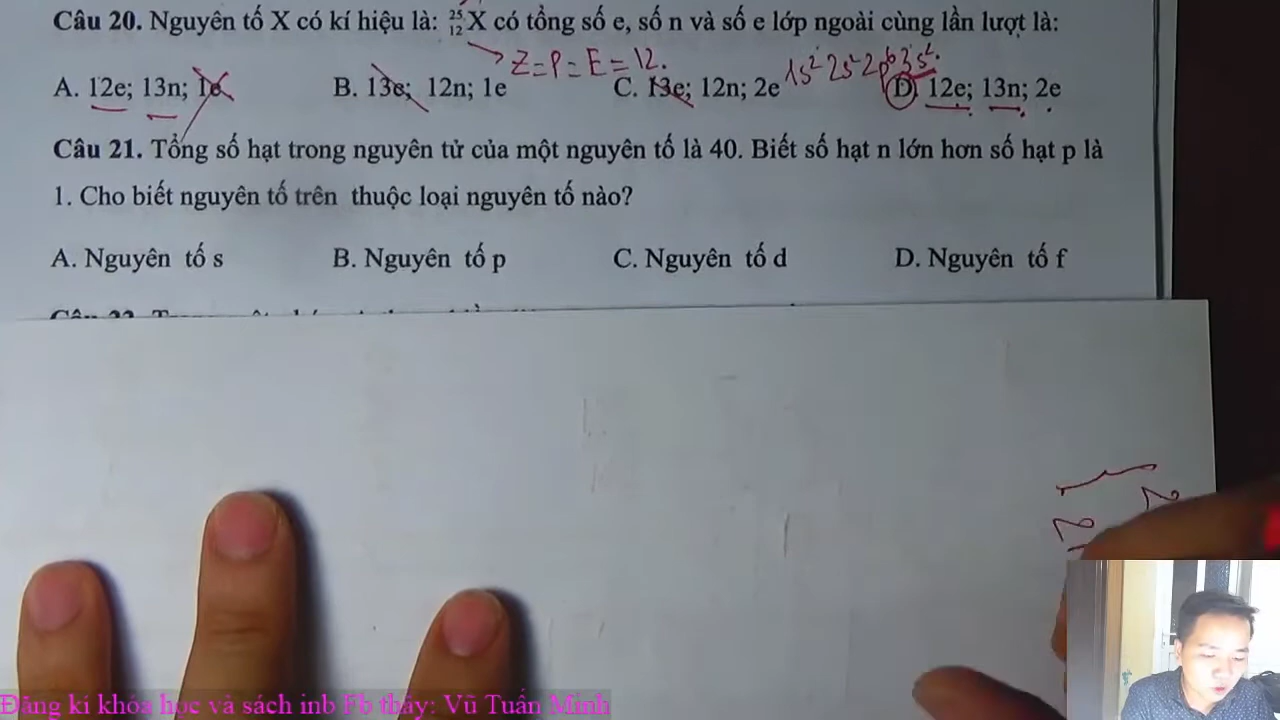 Câu 20. Nguyên tố X có kí hiệu là: ²⁵₁₂X có tổng số e, số n và số e lớp ngoài cùng lần lượt là:
Z = P = E = 12. 1s² 2s² 2p⁶ 3s².
A. 12e; 13n; 1e B. 13e; 12n; 1e C. 13e; 12n; 2e D. 12e; 13n; 2e
Câu 21. Tổng số hạt trong nguyên tử của một nguyên tố là 40. Biết số hạt n lớn hơn số hạt p là
1. Cho biết nguyên tố trên thuộc loại nguyên tố nào?
A. Nguyên tố s B. Nguyên tố p C. Nguyên tố d D. Nguyên tố f
Đăng kí khóa học và sách inb Fb thầy: Vũ Tuấn Minh